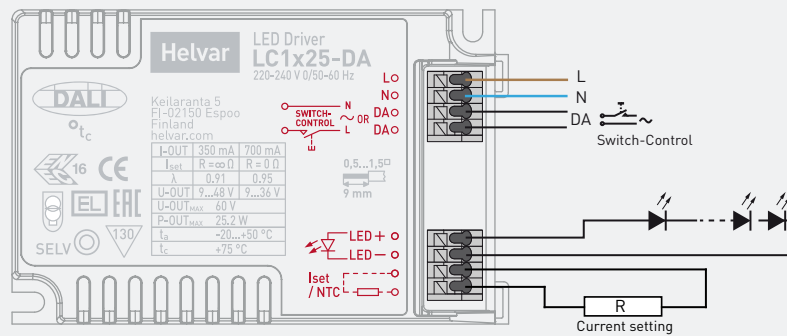 Helvar
LED Driver
LC1x25-DA
220-240 V 0/50-60 Hz
DALI
tc
Keilaranta 5
FI-02150 Espoo
Finland
helvar.com
SWITCH-
CONTROL
N
L
~ OR
E
L
N
DA
DA
16
CE
EL
EAC
SELV
130
I-OUT 350 mA 700 mA
Iset R = ∞ Ω R = 0 Ω
λ 0.91 0.95
U-OUT 9...48 V 9...36 V
U-OUTMAX 60 V
P-OUTMAX 25.2 W
ta -20...+50 °C
tc +75 °C
0,5...1,5□
9 mm
LED +
LED −
Iset
/ NTC
L
N
DA
~
Switch-Control
R
Current setting